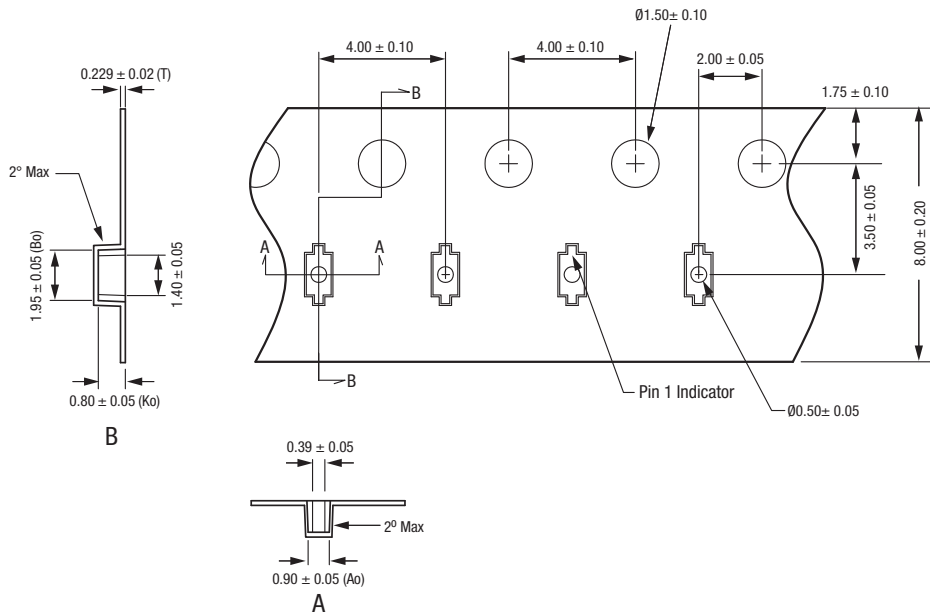 Ø1.50± 0.10
4.00 ± 0.10
4.00 ± 0.10
2.00 ± 0.05
0.229 ± 0.02 (T)
B
1.75 ± 0.10
2° Max
A
A
3.50 ± 0.05
8.00 ± 0.20
1.95 ± 0.05 (Bo)
1.40 ± 0.05
B
Pin 1 Indicator
0.80 ± 0.05 (Ko)
Ø0.50± 0.05
B
0.39 ± 0.05
2º Max
0.90 ± 0.05 (Ao)
A